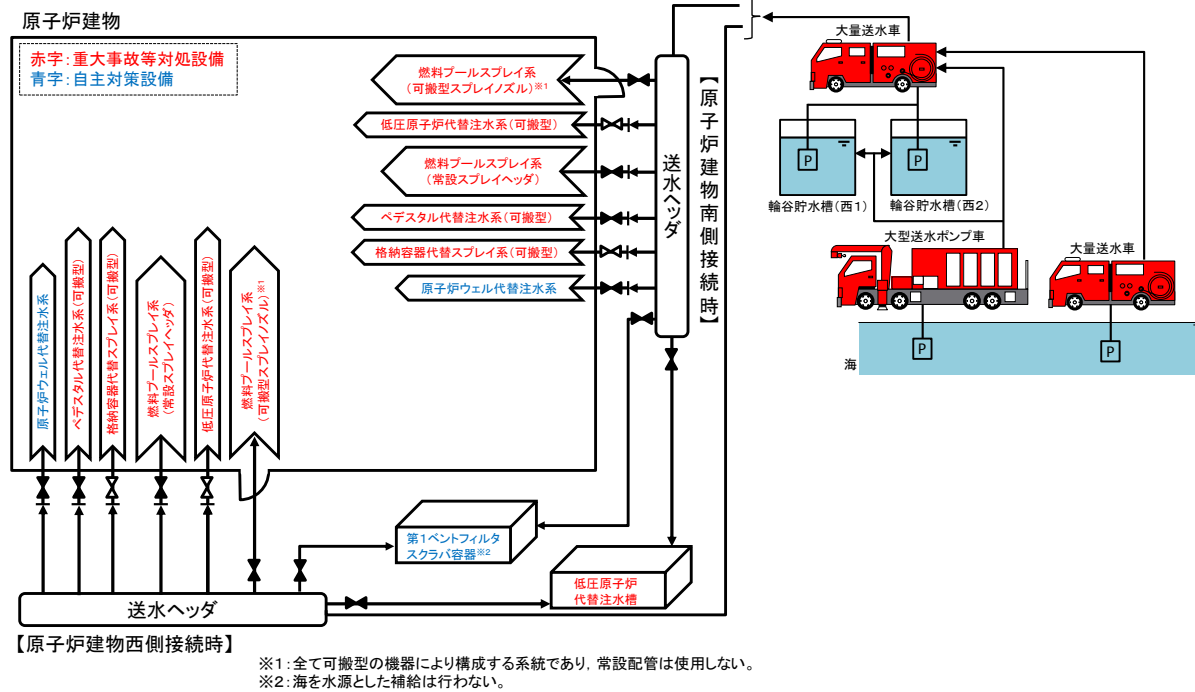 原子炉建物
赤字：重大事故等対処設備
青字：自主対策設備
燃料プールスプレイ系
(可搬型スプレイノズル)※1
低圧原子炉代替注水系(可搬型)
燃料プールスプレイ系
(常設スプレイヘッダ)
ペデスタル代替注水系(可搬型)
格納容器代替スプレイ系(可搬型)
原子炉ウェル代替注水系
送水ヘッダ
【原子炉建物南側接続時】
大量送水車
P
P
輪谷貯水槽(西1)
輪谷貯水槽(西2)
大型送水ポンプ車
大量送水車
P
P
海
原子炉ウェル代替注水系
ペデスタル代替注水系(可搬型)
格納容器代替スプレイ系(可搬型)
燃料プールスプレイ系
(常設スプレイヘッダ)
低圧原子炉代替注水系(可搬型)
燃料プールスプレイ系
(可搬型スプレイノズル)※1
第1ベントフィルタ
スクラバ容器※2
低圧原子炉
代替注水槽
送水ヘッダ
【原子炉建物西側接続時】
※1：全て可搬型の機器により構成する系統であり，常設配管は使用しない。
※2：海を水源とした補給は行わない。